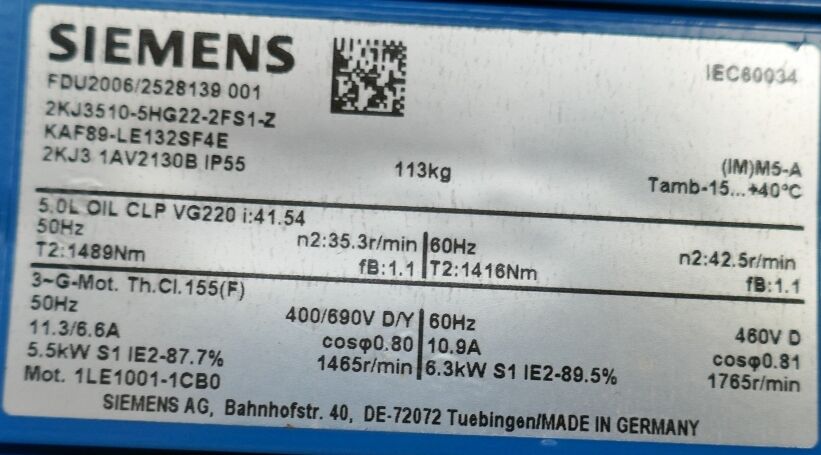 SIEMENS
IEC60034
FDU2006/2528139 001
2KJ3510-5HG22-2FS1-Z
KAF89-LE132SF4E
2KJ3 1AV2130B IP55
113kg
(IM)M5-A
Tamb-15...+40°C
5.0L OIL CLP VG220 i:41.54
50Hz
n2:35.3r/min
T2:1489Nm
fB:1.1
60Hz
n2:42.5r/min
T2:1416Nm
fB:1.1
3~G-Mot. Th.Cl.155(F)
50Hz
400/690V D/Y
11.3/6.6A
cosφ0.80
5.5kW S1 IE2-87.7%
1465r/min
Mot. 1LE1001-1CB0
60Hz
460V D
10.9A
cosφ0.81
6.3kW S1 IE2-89.5%
1765r/min
SIEMENS AG, Bahnhofstr. 40, DE-72072 Tuebingen/MADE IN GERMANY